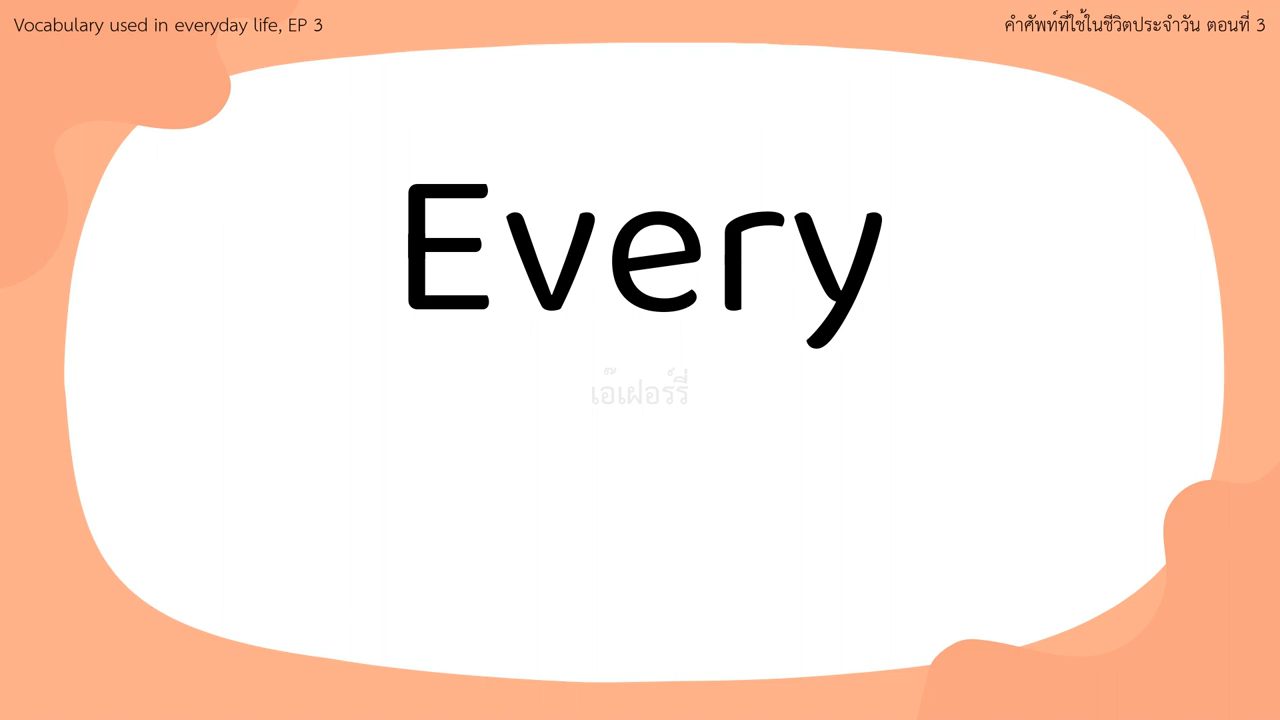 Vocabulary used in everyday life, EP 3
คำศัพท์ที่ใช้ในชีวิตประจำวัน ตอนที่ 3
Every
เอ๊เฝอร์รี่